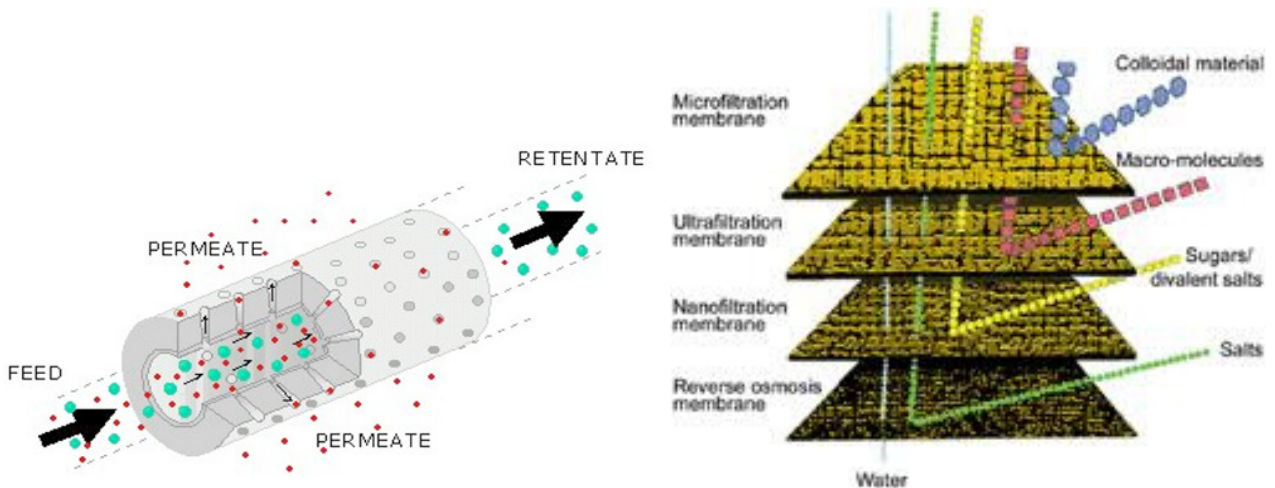 RETENTATE
PERMEATE
FEED
PERMEATE
Microfiltration
membrane
Colloidal material
Macro-molecules
Ultrafiltration
membrane
Sugars/
divalent salts
Nanofiltration
membrane
Salts
Reverse osmosis
membrane
Water